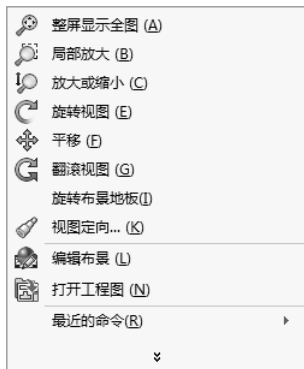 整屏显示全图 (A)
局部放大 (B)
放大或缩小 (C)
旋转视图 (E)
平移 (F)
翻滚视图 (G)
旋转布景地板(I)
视图定向... (K)
编辑布景 (L)
打开工程图 (N)
最近的命令(R)